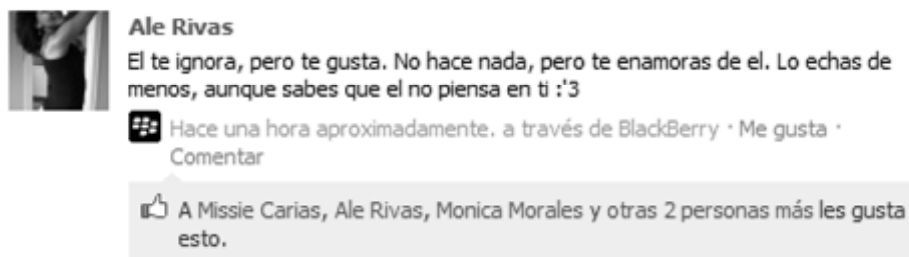 Ale Rivas
El te ignora, pero te gusta. No hace nada, pero te enamoras de el. Lo echas de
menos, aunque sabes que el no piensa en ti :'3
Hace una hora aproximadamente. a través de BlackBerry · Me gusta ·
Comentar
A Missie Carias, Ale Rivas, Monica Morales y otras 2 personas más les gusta
esto.